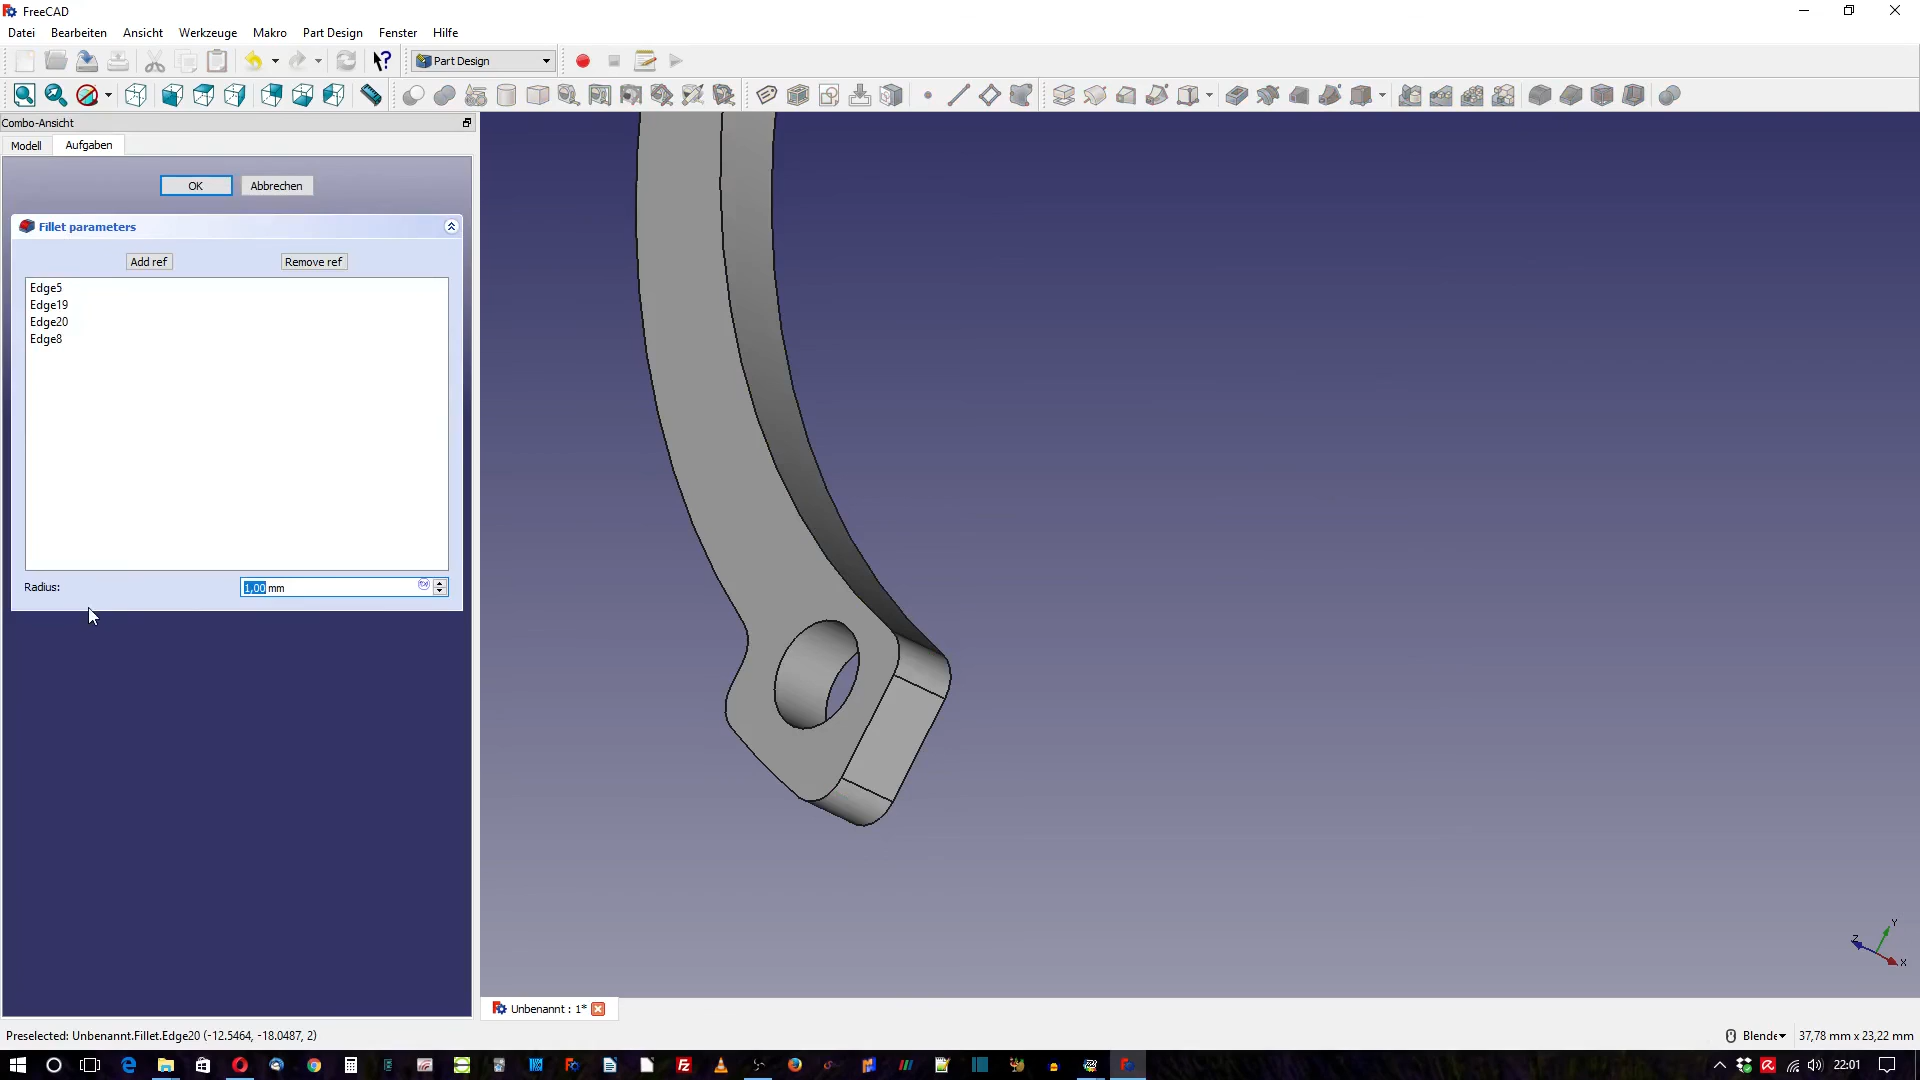 FreeCAD
Datei Bearbeiten Ansicht Werkzeuge Makro Part Design Fenster Hilfe
Part Design
Combo-Ansicht
Modell Aufgaben
OK Abbrechen
Fillet parameters
Add ref Remove ref
Edge5
Edge19
Edge20
Edge8
Radius: 1,00 mm
Y
Z
X
Unbenannt : 1*
Preselected: Unbenannt.Fillet.Edge20 (-12.5464, -18.0487, 2) Blende 37,78 mm x 23,22 mm
22:01